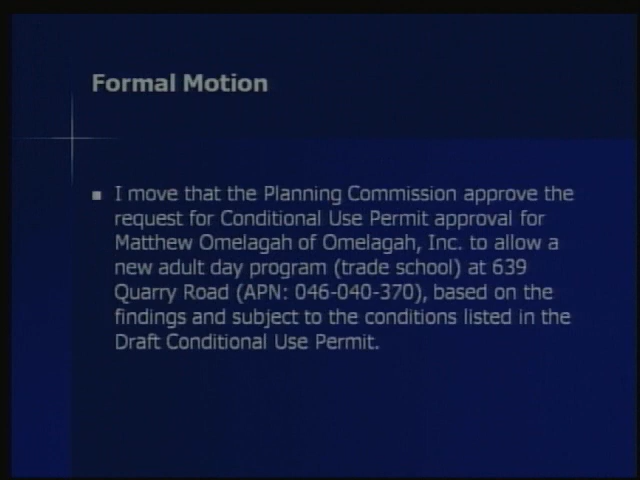 Formal Motion
I move that the Planning Commission approve the
request for Conditional Use Permit approval for
Matthew Omelagah of Omelagah, Inc. to allow a
new adult day program (trade school) at 639
Quarry Road (APN: 046-040-370), based on the
findings and subject to the conditions listed in the
Draft Conditional Use Permit.